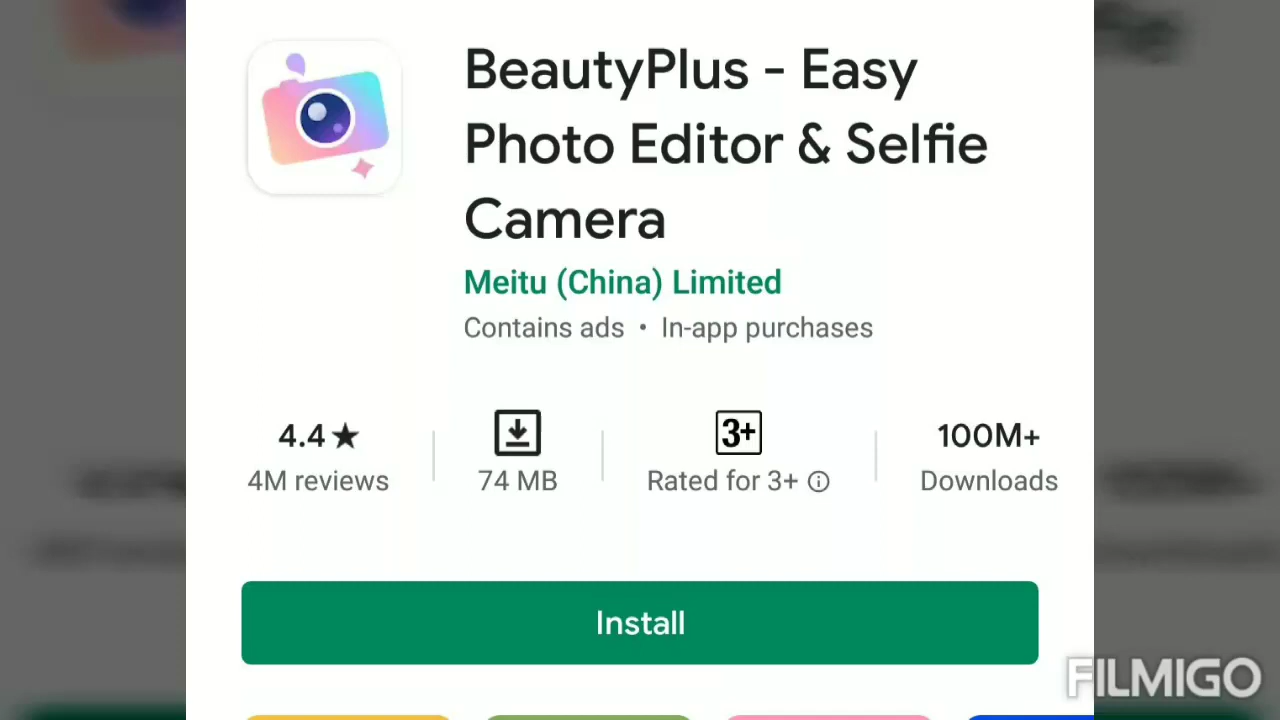 BeautyPlus - Easy
Photo Editor & Selfie
Camera
Meitu (China) Limited
Contains ads • In-app purchases
4.4★
4M reviews
74 MB
3+
Rated for 3+
100M+
Downloads
Install
FILMIGO